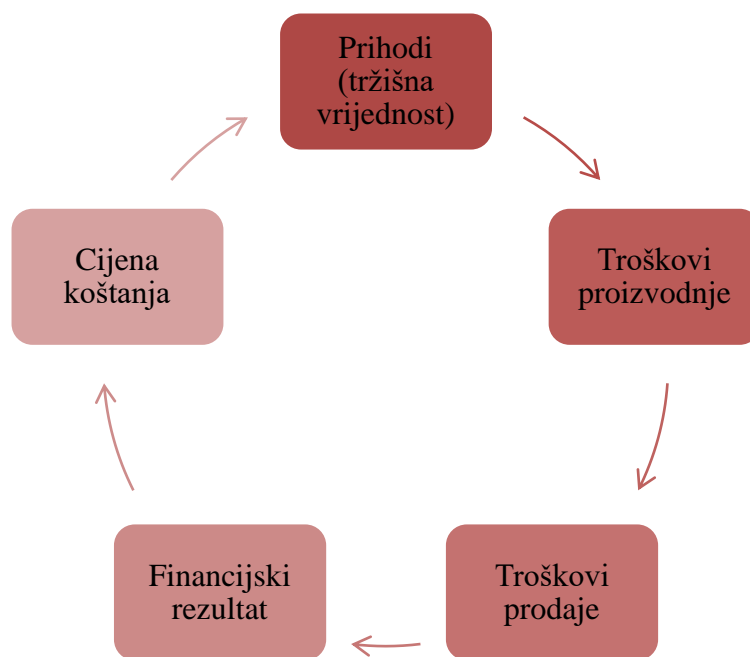 Prihodi
(tržišna
vrijednost)
Troškovi
proizvodnje
Troškovi
prodaje
Financijski
rezultat
Cijena
koštanja